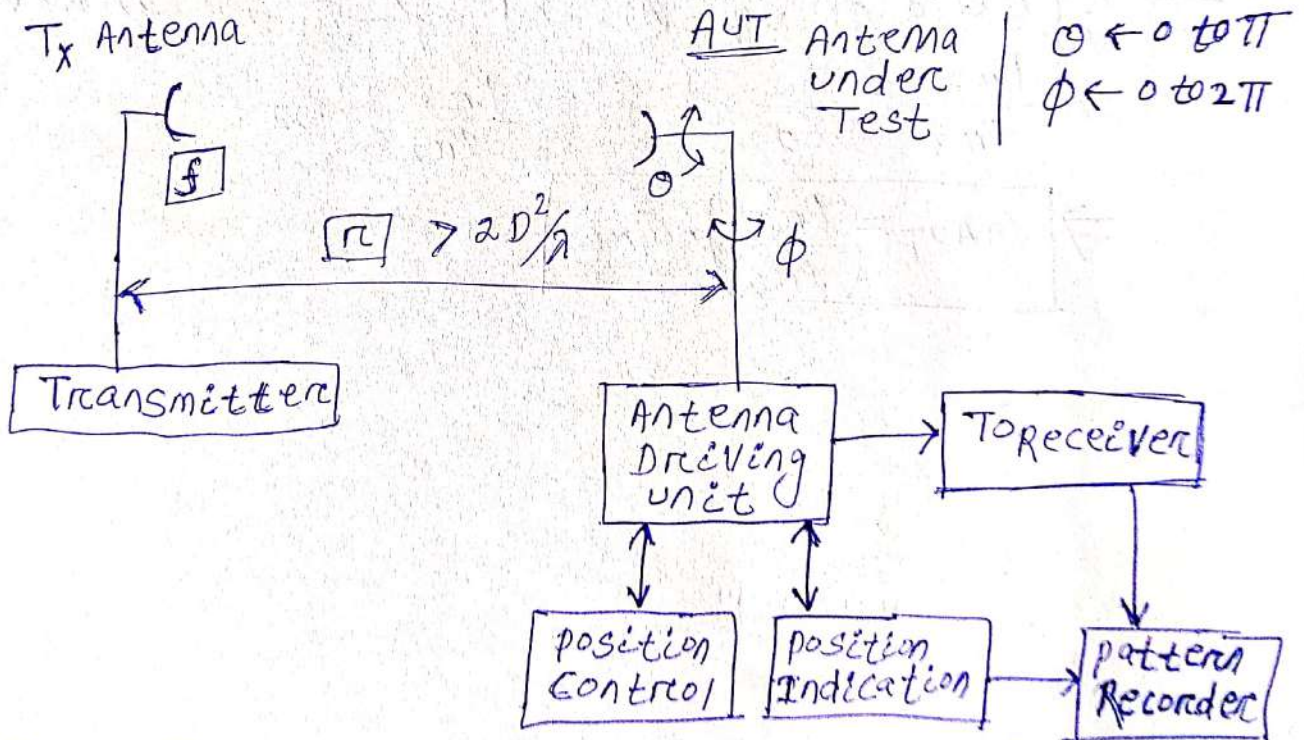 Tx Antenna
AUT Antenna
under
Test
θ ← 0 to π
φ ← 0 to 2π
f
r > 2D²/λ
θ
φ
Transmitter
Antenna
Driving
unit
To Receiver
position
Control
position
Indication
pattern
Recorder